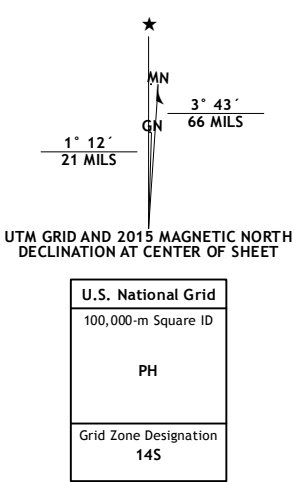 ★
MN
3° 43´
66 MILS
GN
1° 12´
21 MILS
UTM GRID AND 2015 MAGNETIC NORTH
DECLINATION AT CENTER OF SHEET
U.S. National Grid
100,000-m Square ID
PH
Grid Zone Designation
14S